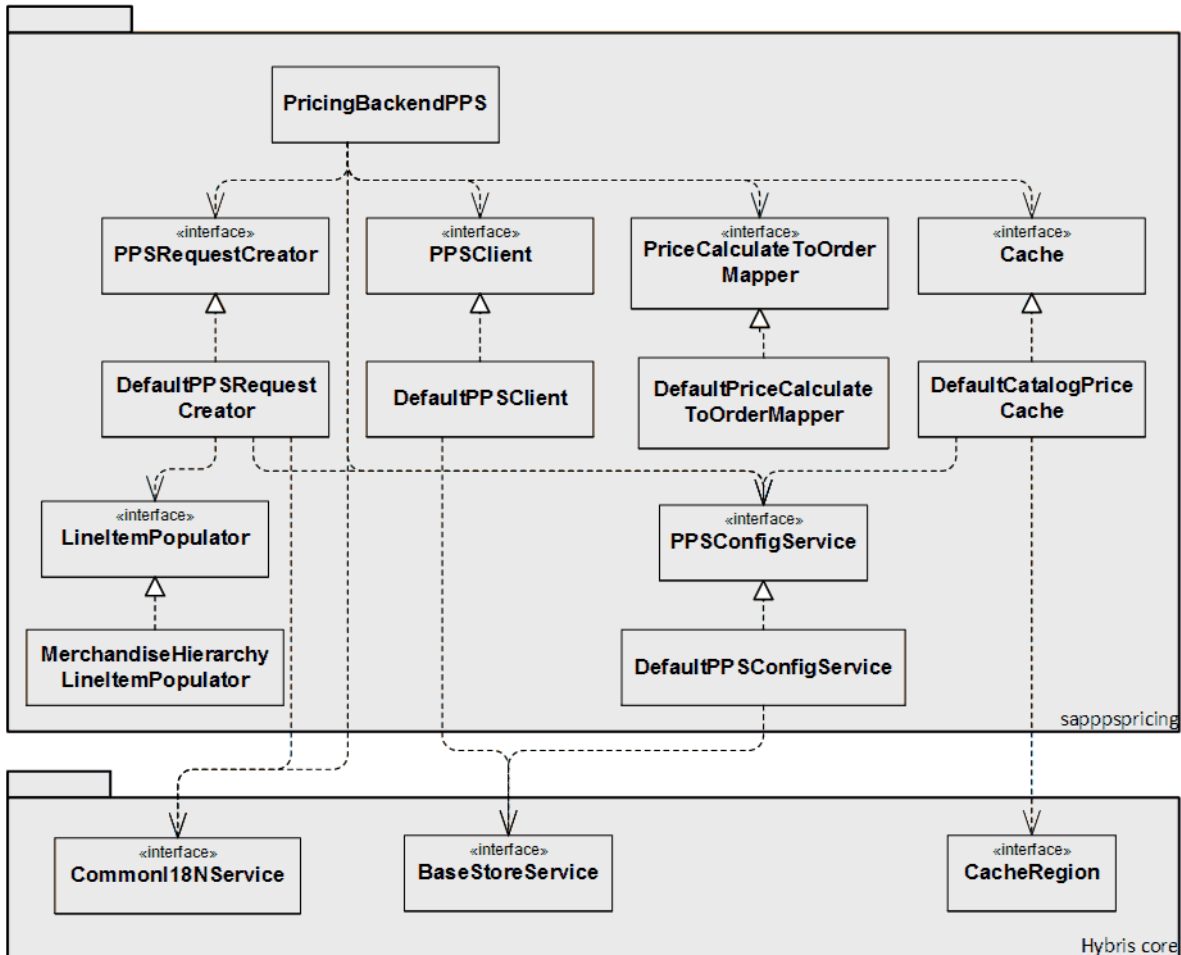 PricingBackendPPS
«interface»
PPSRequestCreator
«interface»
PPSClient
«interface»
PriceCalculateToOrder
Mapper
«interface»
Cache
DefaultPPSRequest
Creator
DefaultPPSClient
DefaultPriceCalculate
ToOrderMapper
DefaultCatalogPrice
Cache
«interface»
LineItemPopulator
«interface»
PPSConfigService
MerchandiseHierarchy
LineItemPopulator
DefaultPPSConfigService
sapppspricing
«interface»
CommonI18NService
«interface»
BaseStoreService
«interface»
CacheRegion
Hybris core